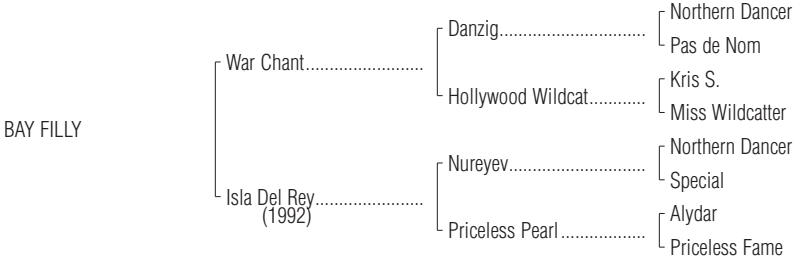 Northern Dancer
Danzig..............................
Pas de Nom
War Chant........................
Kris S.
Hollywood Wildcat............
Miss Wildcatter
BAY FILLY
Northern Dancer
Nureyev............................
Special
Isla Del Rey......................
(1992)
Alydar
Priceless Pearl..................
Priceless Fame